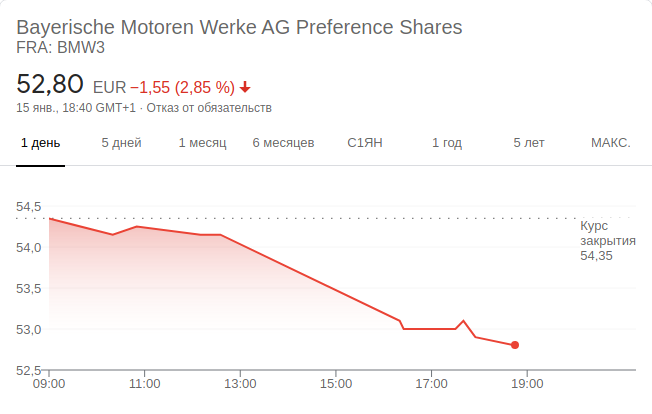 Bayerische Motoren Werke AG Preference Shares
FRA: BMW3
52,80 EUR −1,55 (2,85 %)
15 янв., 18:40 GMT+1 · Отказ от обязательств
1 день 5 дней 1 месяц 6 месяцев С1ЯН 1 год 5 лет МАКС.
54,5
Курс
закрытия
54,35
54,0
53,5
53,0
52,5
09:00 11:00 13:00 15:00 17:00 19:00